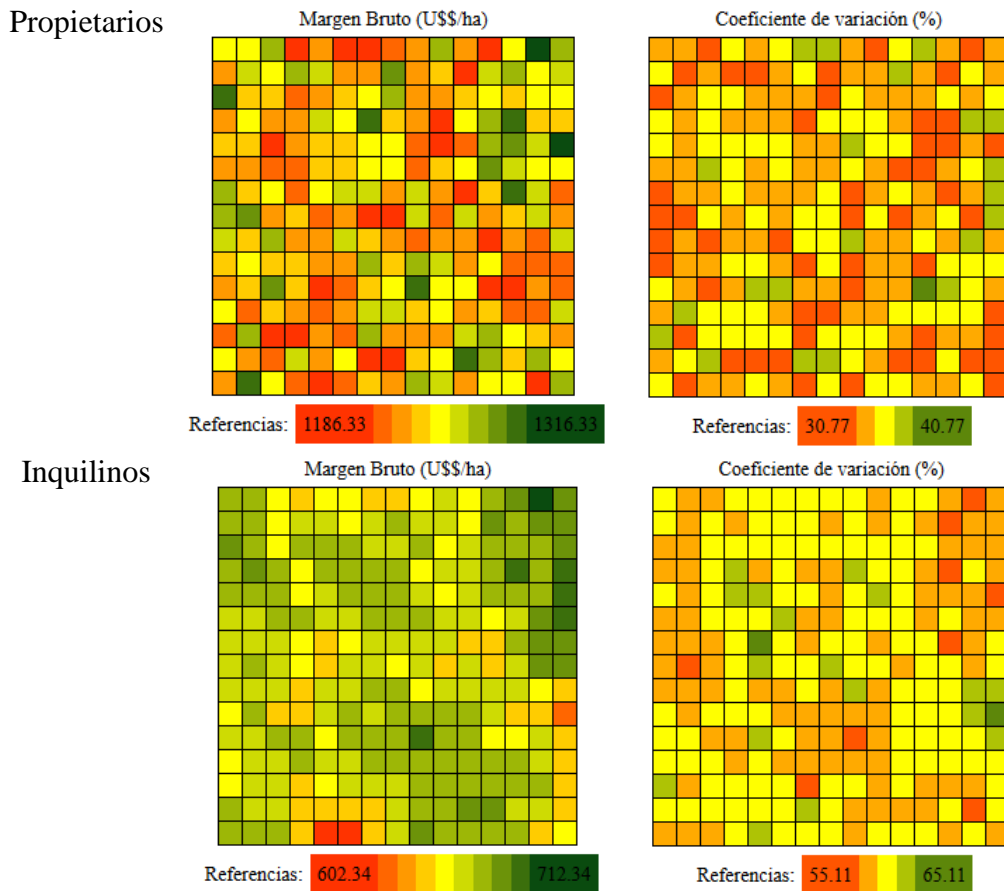 Propietarios
Margen Bruto (U$$/ha)
Coeficiente de variación (%)
Referencias: 1186.33 1316.33
Referencias: 30.77 40.77
Inquilinos
Margen Bruto (U$$/ha)
Coeficiente de variación (%)
Referencias: 602.34 712.34
Referencias: 55.11 65.11